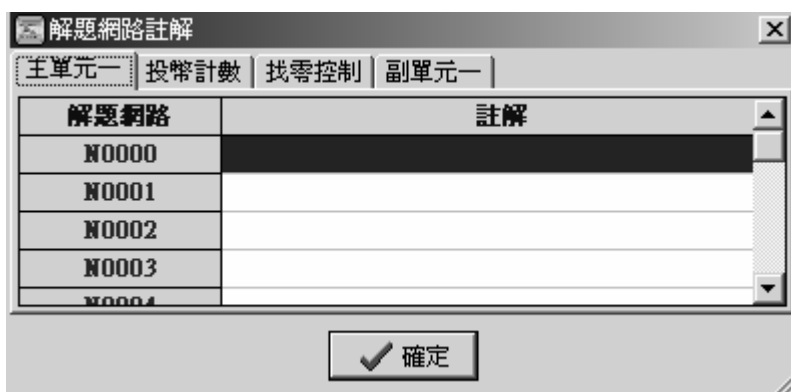 解題網路註解
主單元一 投幣計數 找零控制 副單元一
解題網路 註解
N0000
N0001
N0002
N0003
N0004
確定